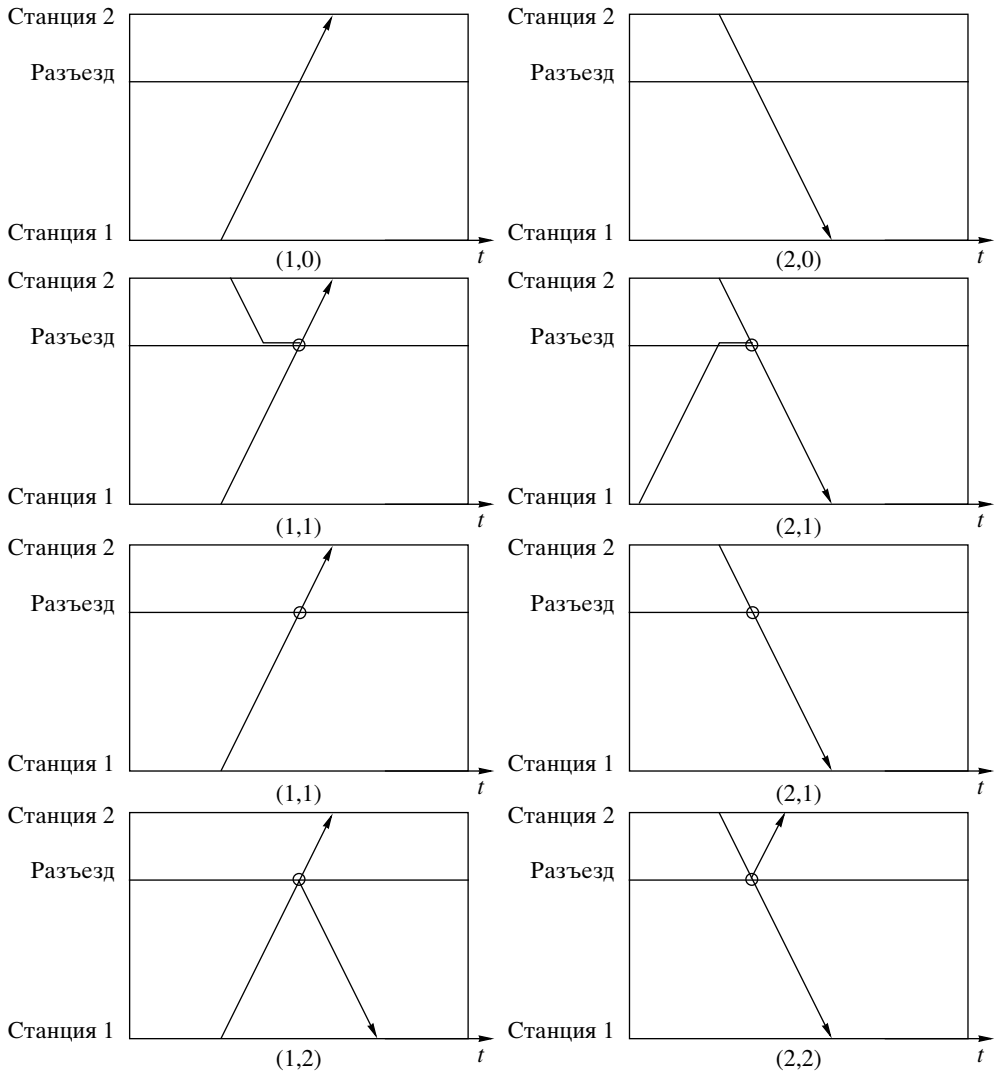 Станция 2 Станция 2
Разъезд Разъезд
Станция 1 Станция 1
(1,0) t (2,0) t
Станция 2 Станция 2
Разъезд Разъезд
Станция 1 Станция 1
(1,1) t (2,1) t
Станция 2 Станция 2
Разъезд Разъезд
Станция 1 Станция 1
(1,1) t (2,1) t
Станция 2 Станция 2
Разъезд Разъезд
Станция 1 Станция 1
(1,2) t (2,2) t